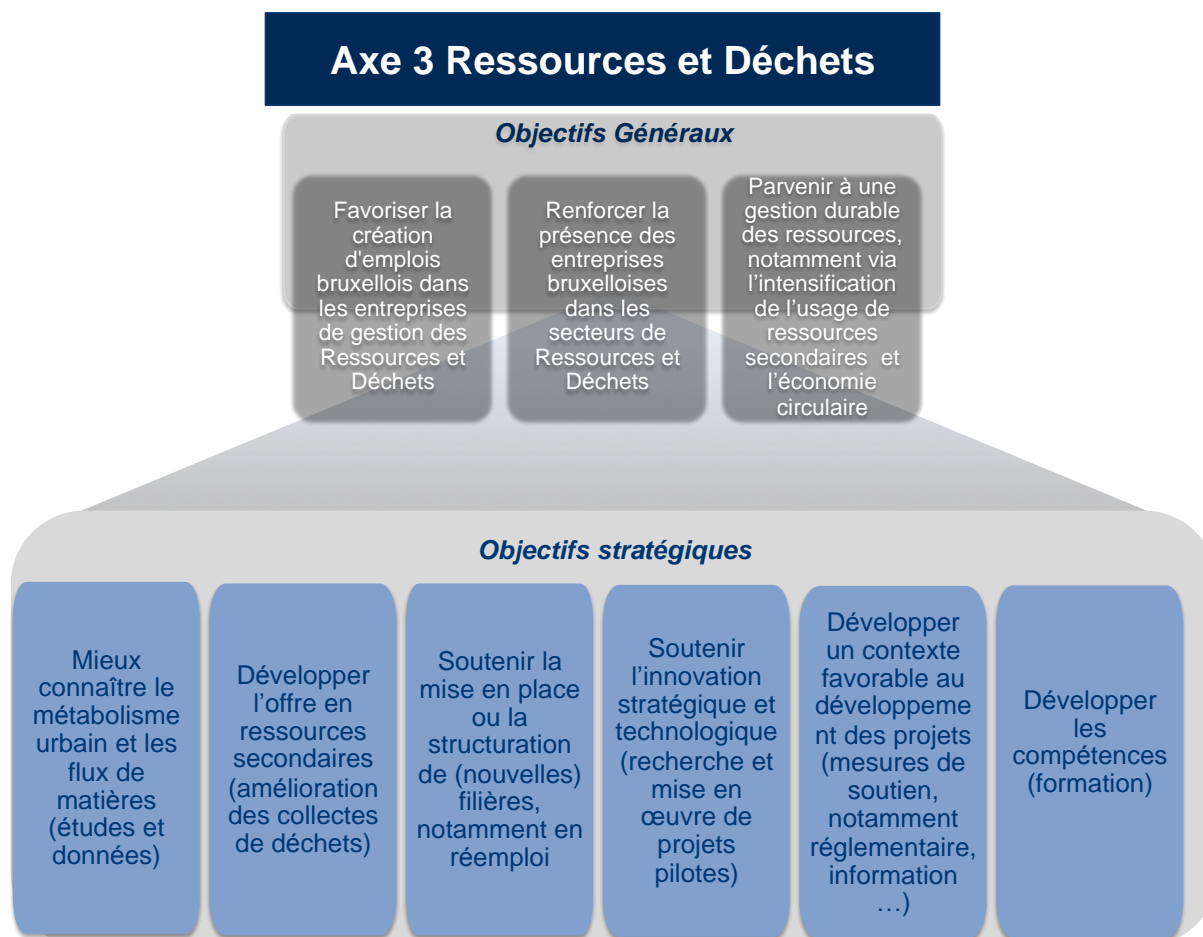 Axe 3 Ressources et Déchets
Objectifs Généraux
Favoriser la
création
d'emplois
bruxellois dans
les entreprises
de gestion des
Ressources et
Déchets
Renforcer la
présence des
entreprises
bruxelloises
dans les
secteurs de
Ressources et
Déchets
Parvenir à une
gestion durable
des ressources,
notamment via
l’intensification
de l’usage de
ressources
secondaires et
l’économie
circulaire
Objectifs stratégiques
Mieux
connaître le
métabolisme
urbain et les
flux de
matières
(études et
données)
Développer
l’offre en
ressources
secondaires
(amélioration
des collectes
de déchets)
Soutenir la
mise en place
ou la
structuration
de (nouvelles)
filières,
notamment en
réemploi
Soutenir
l’innovation
stratégique et
technologique
(recherche et
mise en
œuvre de
projets
pilotes)
Développer
un contexte
favorable au
développeme
nt des projets
(mesures de
soutien,
notamment
réglementaire,
information
…)
Développer
les
compétences
(formation)